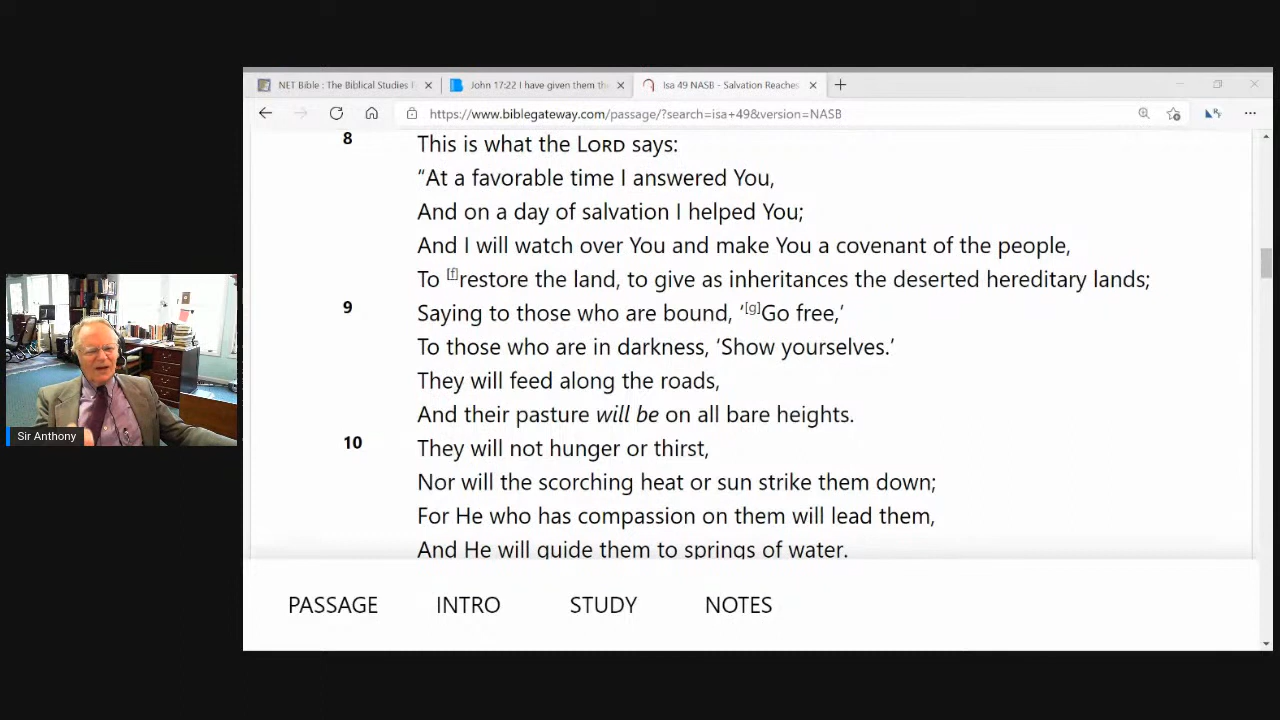 NET Bible : The Biblical Studies
John 17:22 I have given them the
Isa 49 NASB - Salvation Reaches
https://www.biblegateway.com/passage/?search=isa+49&version=NASB
8 This is what the LORD says:
“At a favorable time I answered You,
And on a day of salvation I helped You;
And I will watch over You and make You a covenant of the people,
To [f]restore the land, to give as inheritances the deserted hereditary lands;
9 Saying to those who are bound, ‘[g]Go free,’
To those who are in darkness, ‘Show yourselves.’
They will feed along the roads,
And their pasture will be on all bare heights.
10 They will not hunger or thirst,
Nor will the scorching heat or sun strike them down;
For He who has compassion on them will lead them,
And He will guide them to springs of water.
Sir Anthony
PASSAGE INTRO STUDY NOTES